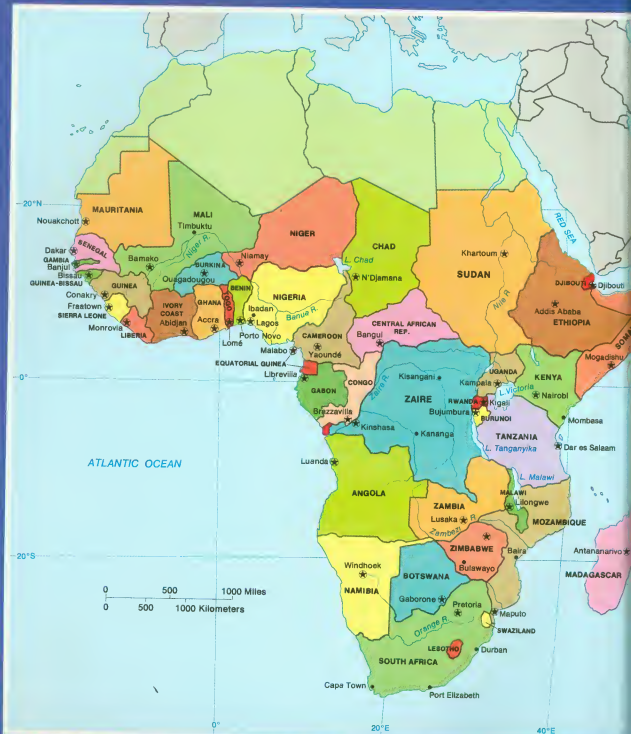 20°N
MAURITANIA
Nouakchott
MALI
Timbuktu
Niger R.
NIGER
CHAD
L. Chad
N'Djamena
RED SEA
Khartoum
SUDAN
Nile R.
Dakar
SENEGAL
GAMBIA
Banjul
Bissau
GUINEA-BISSAU
Bamako
BURKINA
Ouagadougou
Niamey
DJIBOUTI
Djibouti
Addis Ababa
ETHIOPIA
GUINEA
Conakry
Freatown
SIERRA LEONE
Monrovia
LIBERIA
IVORY
COAST
Abidjan
GHANA
Accra
TOGO
BENIN
Lomé
NIGERIA
Ibadan
Lagos
Porto Novo
Banue R.
CAMEROON
Malabo
Yaoundé
CENTRAL AFRICAN
REP.
Bangui
SOM
Mogadishu
EQUATORIAL GUINEA
Libreville
0°
GABON
CONGO
Zaire R.
Kisangani
ZAIRE
UGANDA
Kampala
KENYA
L.Victoria
Nairobi
RWANDA
Kigali
Bujumbura
BURUNDI
Brazzaville
Kinshasa
Kananga
Mombasa
TANZANIA
L. Tanganyika
Dar es Salaam
ATLANTIC OCEAN
Luanda
ANGOLA
L. Malawi
MALAWI
Lilongwe
ZAMBIA
Lusaka
Zambezi R.
MOZAMBIQUE
20°S
ZIMBABWE
Baira
Bulawayo
Antananarivo
MADAGASCAR
Windhoek
NAMIBIA
BOTSWANA
Gaborone
Pretoria
Maputo
SWAZILAND
0 500 1000 Miles
0 500 1000 Kilometers
Orange R.
LESOTHO
Durban
SOUTH AFRICA
Capa Town
Port Elizabeth
0°
20°E
40°E